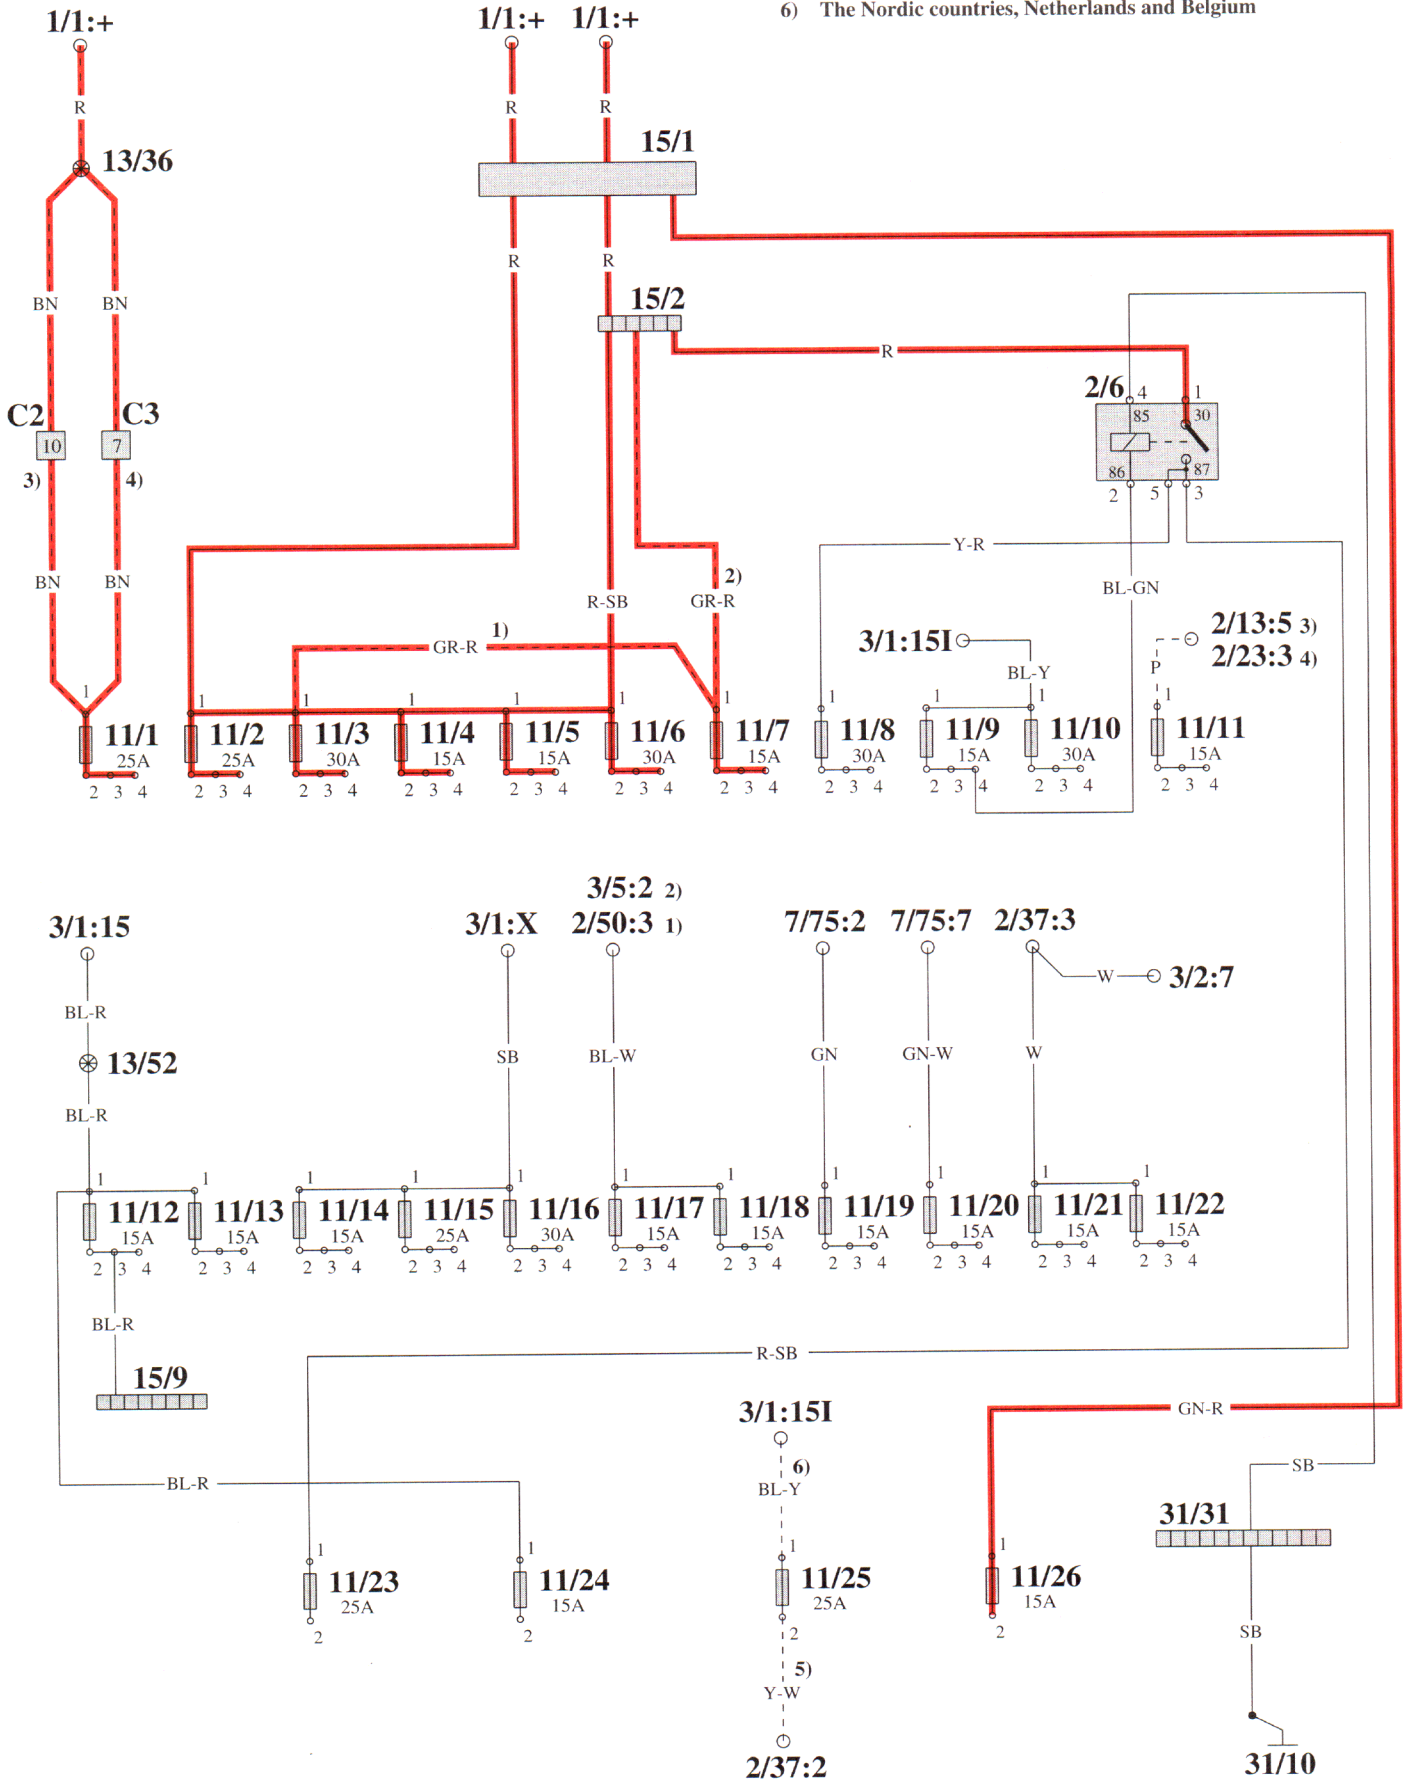 6) The Nordic countries, Netherlands and Belgium
1/1:+ 1/1:+ 1/1:+
R R R
13/36 15/1
R R
BN BN 15/2
R
2/6 4 1
85 30
C2 C3
10 7
86 87
3) 4)
2 5 3
Y-R
BN BN R-SB 2) GR-R BL-GN
1) GR-R
3/1:15I 2/13:5 3)
2/23:3 4)
BL-Y P
1 1 1 1 1 1 1 1 1 1 1
11/1 11/2 11/3 11/4 11/5 11/6 11/7 11/8 11/9 11/10 11/11
25A 25A 30A 15A 15A 30A 15A 30A 15A 30A 15A
2 3 4 2 3 4 2 3 4 2 3 4 2 3 4 2 3 4 2 3 4 2 3 4 2 3 4 2 3 4 2 3 4
3/5:2 2)
3/1:15 3/1:X 2/50:3 1) 7/75:2 7/75:7 2/37:3
W 3/2:7
BL-R
13/52 SB BL-W GN GN-W W
BL-R
1 1 1 1 1 1 1 1 1 1 1
11/12 11/13 11/14 11/15 11/16 11/17 11/18 11/19 11/20 11/21 11/22
15A 15A 15A 25A 30A 15A 15A 15A 15A 15A 15A
2 3 4 2 3 4 2 3 4 2 3 4 2 3 4 2 3 4 2 3 4 2 3 4 2 3 4 2 3 4 2 3 4
BL-R
R-SB
15/9
3/1:15I GN-R
6)
BL-R BL-Y SB
31/31
1 1 1 1
11/23 11/24 11/25 11/26
25A 15A 25A 15A
2 2 2 2
SB
5)
Y-W
2/37:2 31/10